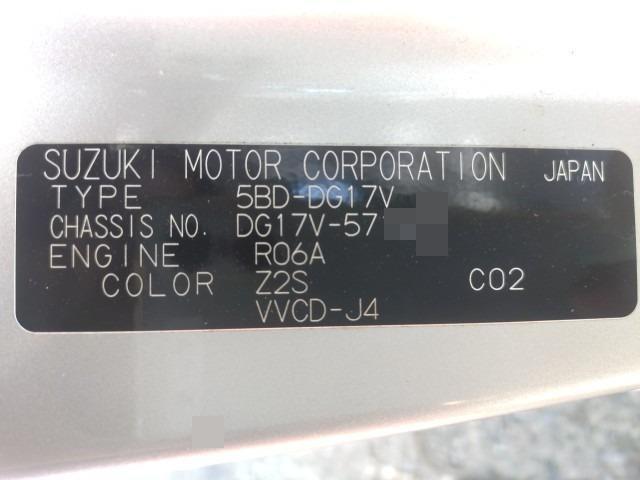 SUZUKI MOTOR CORPORATION JAPAN
TYPE 5BD-DG17V
CHASSIS NO. DG17V-57
ENGINE R06A
COLOR Z2S C02
VVCD-J4